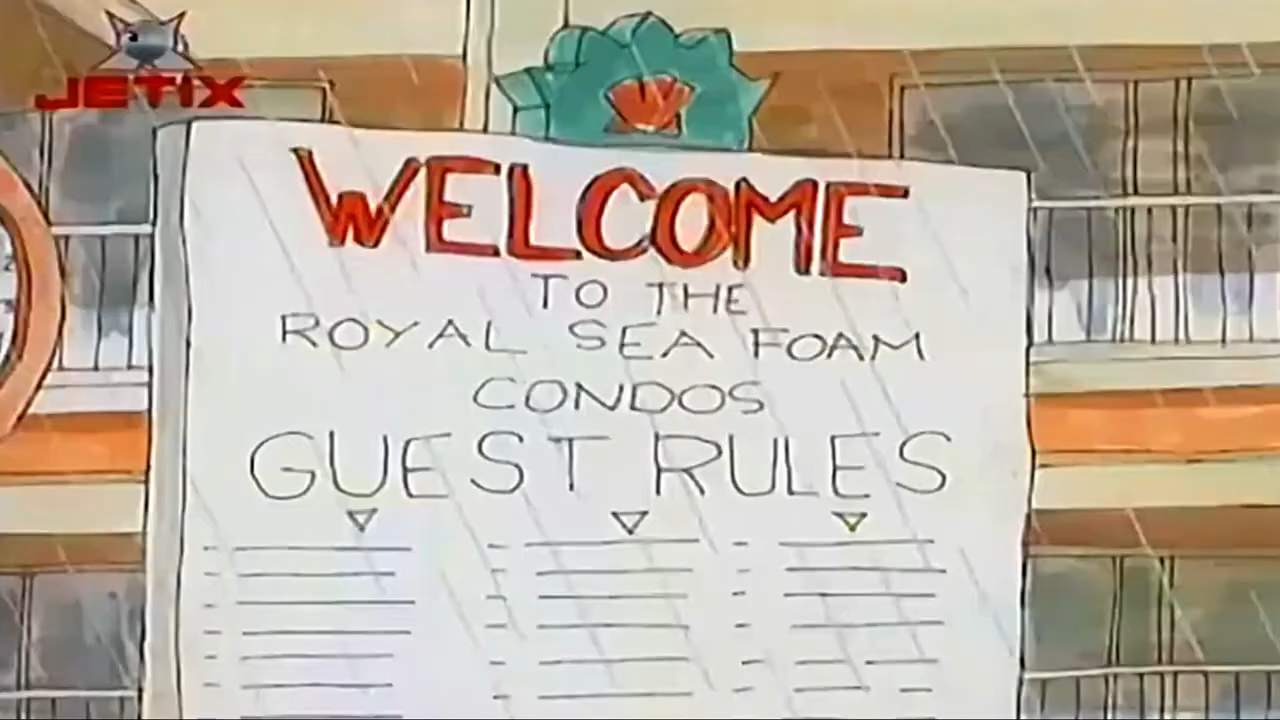 JETIX
WELCOME
TO THE
ROYAL SEA FOAM
CONDOS
GUEST RULES